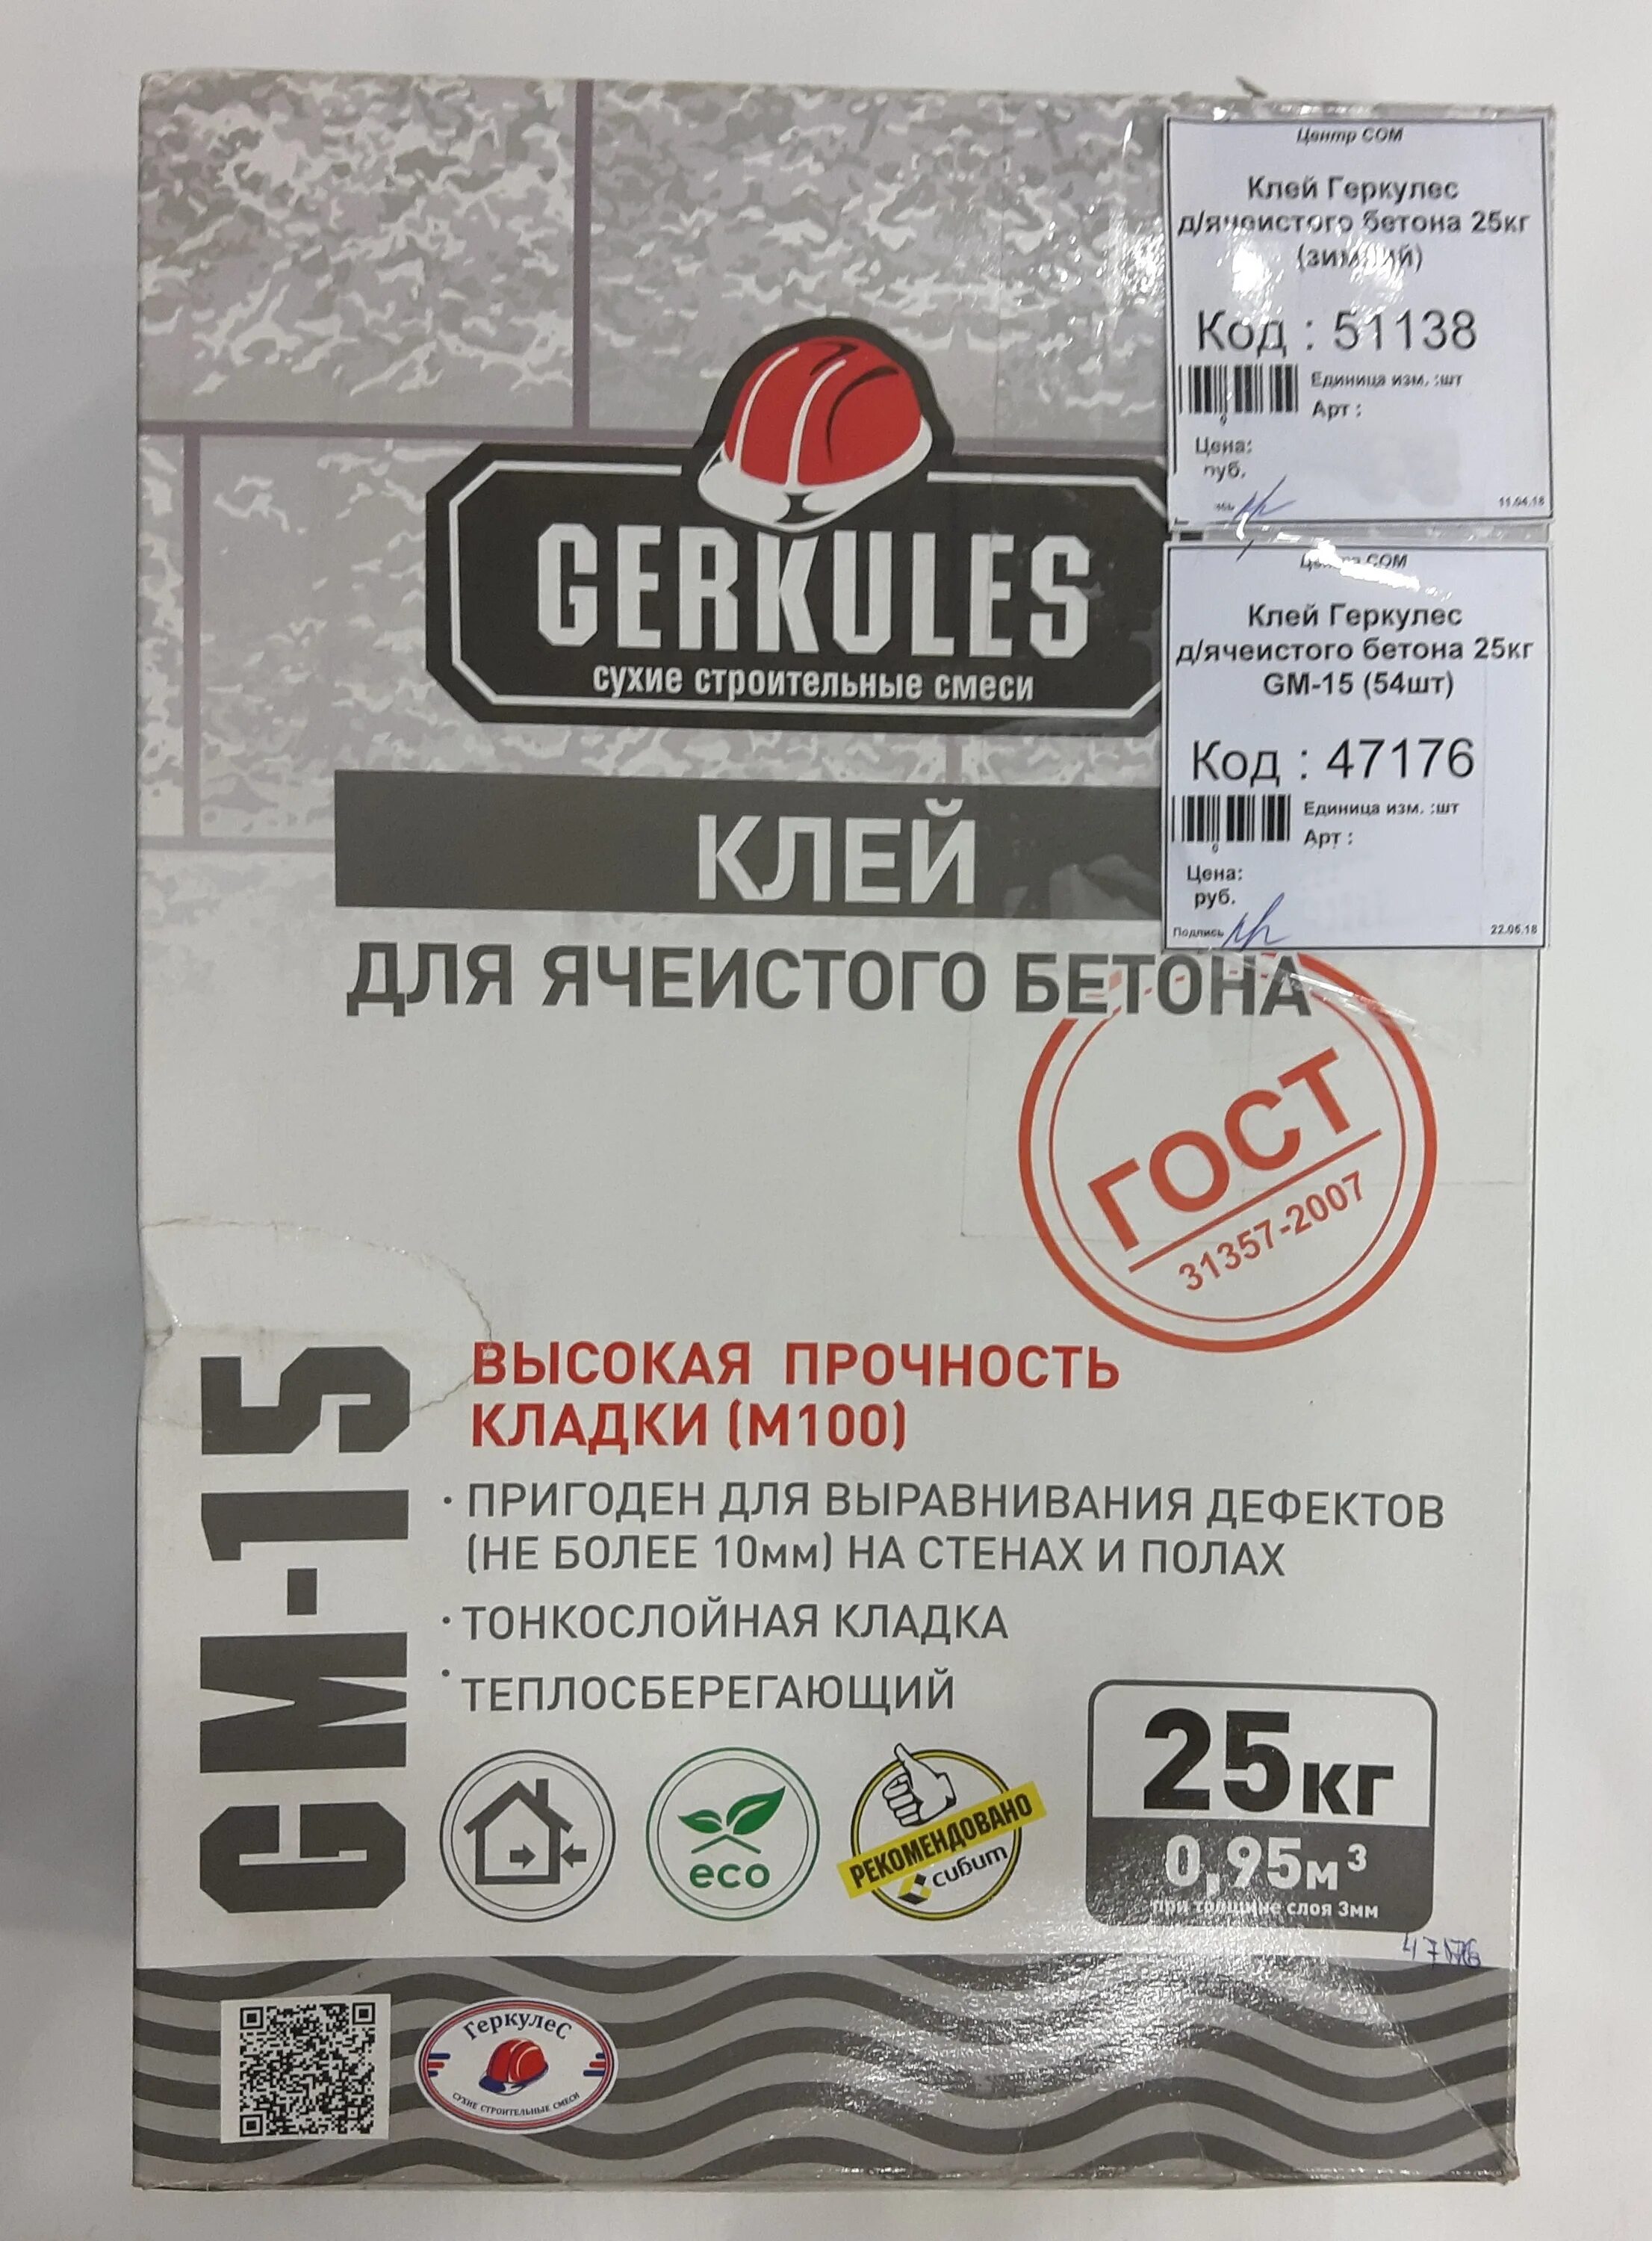 Центр СОМ
Клей Геркулес
д/ячеистого бетона 25кг
(зимний)
Код : 51138
Единица изм. :шт
Арт :
Цена:
руб.
11.04.18
Центр СОМ
Клей Геркулес
д/ячеистого бетона 25кг
GM-15 (54шт)
Код : 47176
Единица изм. :шт
Арт :
Цена:
руб.
Подпись
22.06.18
GERKULES
сухие строительные смеси
КЛЕЙ
ДЛЯ ЯЧЕИСТОГО БЕТОНА
ГОСТ
31357-2007
GM-15
ВЫСОКАЯ ПРОЧНОСТЬ
КЛАДКИ (М100)
· ПРИГОДЕН ДЛЯ ВЫРАВНИВАНИЯ ДЕФЕКТОВ
(НЕ БОЛЕЕ 10мм) НА СТЕНАХ И ПОЛАХ
· ТОНКОСЛОЙНАЯ КЛАДКА
· ТЕПЛОСБЕРЕГАЮЩИЙ
eco
РЕКОМЕНДОВАНО
сибит
25кг
0,95м³
при толщине слоя 3мм
47176
ГеркулеС
СУХИЕ СТРОИТЕЛЬНЫЕ СМЕСИ